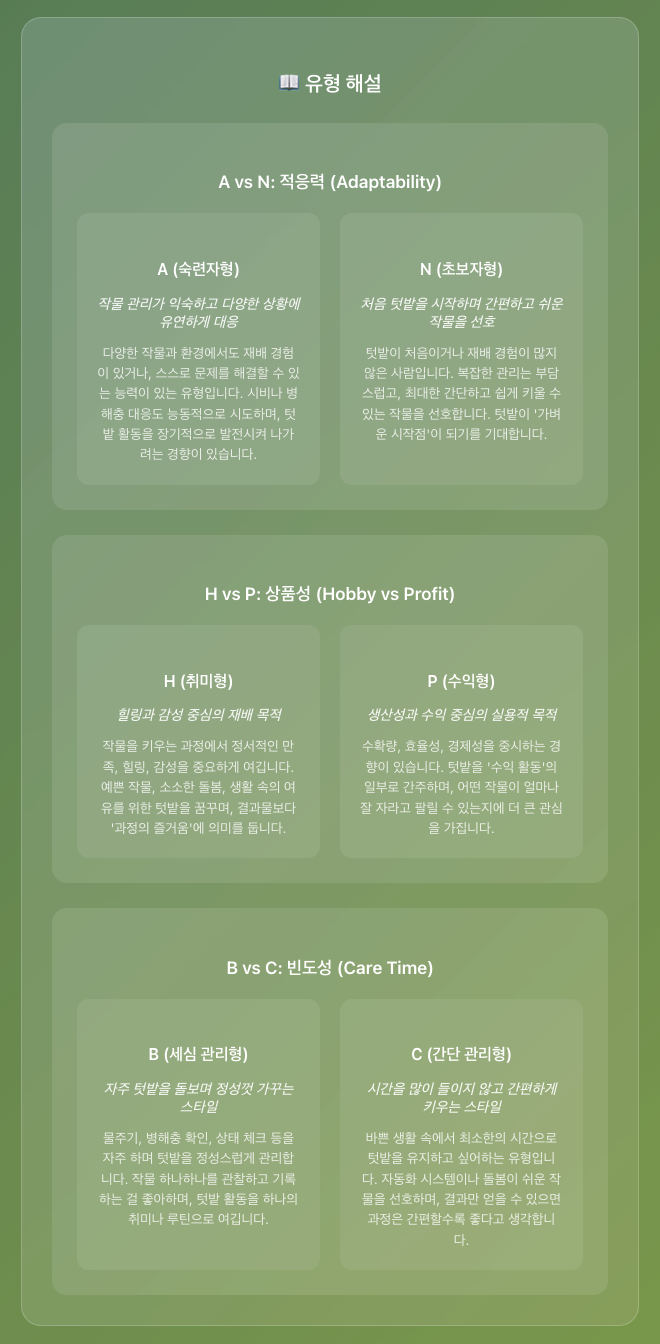 📖 유형 해설
A vs N: 적응력 (Adaptability)
A (숙련자형)
작물 관리가 익숙하고 다양한 상황에
유연하게 대응
다양한 작물과 환경에서도 재배 경험
이 있거나, 스스로 문제를 해결할 수 있
는 능력이 있는 유형입니다. 시비나 병
해충 대응도 능동적으로 시도하며, 텃
밭 활동을 장기적으로 발전시켜 나가
려는 경향이 있습니다.
N (초보자형)
처음 텃밭을 시작하며 간편하고 쉬운
작물을 선호
텃밭이 처음이거나 재배 경험이 많지
않은 사람입니다. 복잡한 관리는 부담
스럽고, 최대한 간단하고 쉽게 키울 수
있는 작물을 선호합니다. 텃밭이 '가벼
운 시작점'이 되기를 기대합니다.
H vs P: 상품성 (Hobby vs Profit)
H (취미형)
힐링과 감성 중심의 재배 목적
작물을 키우는 과정에서 정서적인 만
족, 힐링, 감성을 중요하게 여깁니다.
예쁜 작물, 소소한 돌봄, 생활 속의 여
유를 위한 텃밭을 꿈꾸며, 결과물보다
'과정의 즐거움'에 의미를 둡니다.
P (수익형)
생산성과 수익 중심의 실용적 목적
수확량, 효율성, 경제성을 중시하는 경
향이 있습니다. 텃밭을 '수익 활동'의
일부로 간주하며, 어떤 작물이 얼마나
잘 자라고 팔릴 수 있는지에 더 큰 관심
을 가집니다.
B vs C: 빈도성 (Care Time)
B (세심 관리형)
자주 텃밭을 돌보며 정성껏 가꾸는
스타일
물주기, 병해충 확인, 상태 체크 등을
자주 하며 텃밭을 정성스럽게 관리합
니다. 작물 하나하나를 관찰하고 기록
하는 걸 좋아하며, 텃밭 활동을 하나의
취미나 루틴으로 여깁니다.
C (간단 관리형)
시간을 많이 들이지 않고 간편하게
키우는 스타일
바쁜 생활 속에서 최소한의 시간으로
텃밭을 유지하고 싶어하는 유형입니
다. 자동화 시스템이나 돌봄이 쉬운 작
물을 선호하며, 결과만 얻을 수 있으면
과정은 간편할수록 좋다고 생각합니
다.